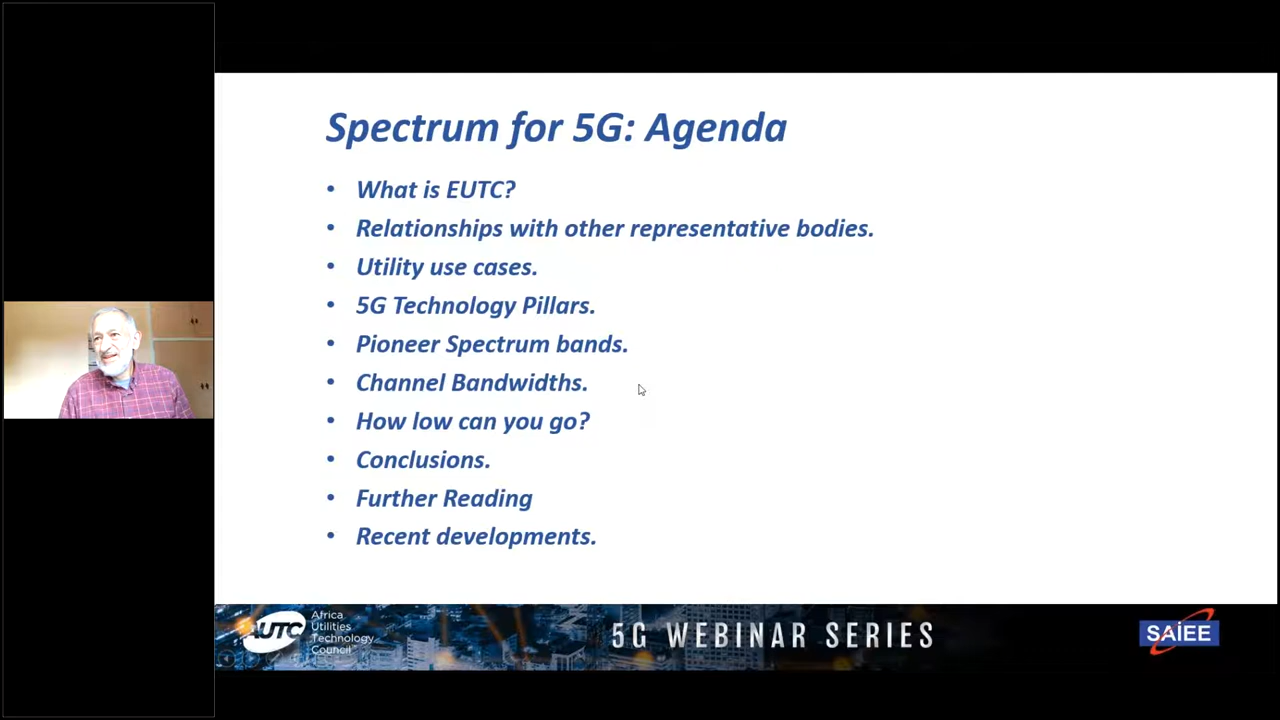 Spectrum for 5G: Agenda
• What is EUTC?
• Relationships with other representative bodies.
• Utility use cases.
• 5G Technology Pillars.
• Pioneer Spectrum bands.
• Channel Bandwidths.
• How low can you go?
• Conclusions.
• Further Reading
• Recent developments.
AUTC
Africa
Utilities
Technology
Council
5G WEBINAR SERIES
SAIEE